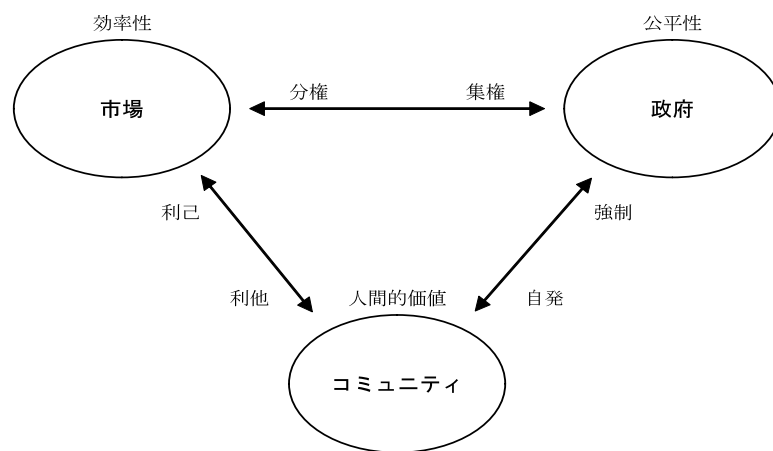 効率性
公平性
市場
分権
集権
政府
利己
強制
利他
人間的価値
自発
コミュニティ